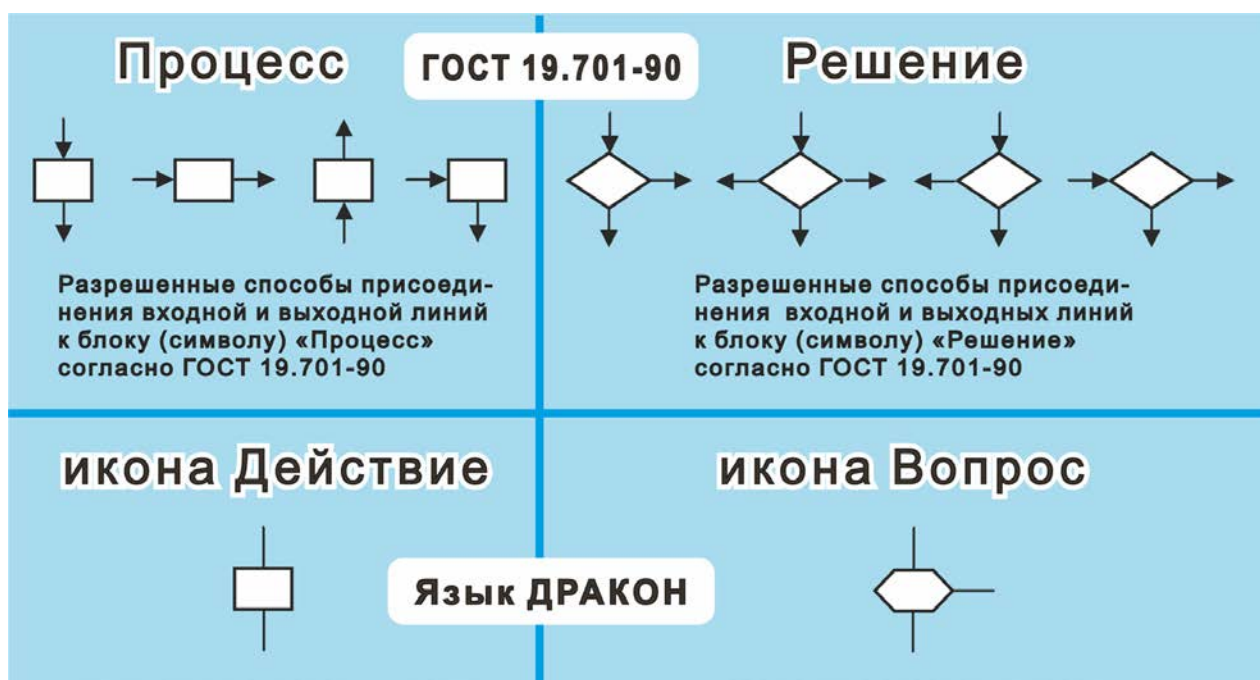 Процесс
ГОСТ 19.701-90
Решение
Разрешенные способы присоеди-
нения входной и выходной линий
к блоку (символу) «Процесс»
согласно ГОСТ 19.701-90
Разрешенные способы присоеди-
нения входной и выходных линий
к блоку (символу) «Решение»
согласно ГОСТ 19.701-90
икона Действие
икона Вопрос
Язык ДРАКОН